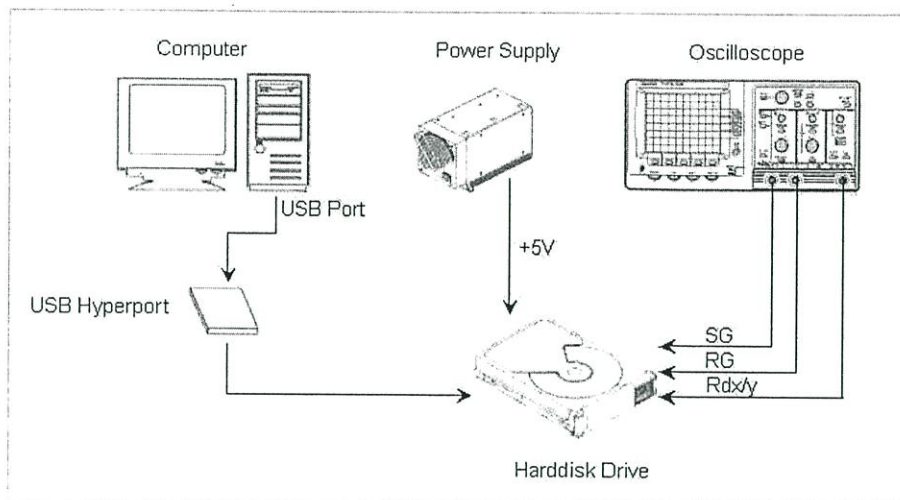 Computer
Power Supply
Oscilloscope
USB Port
+5V
USB Hyperport
SG
RG
Rdx/y
Harddisk Drive